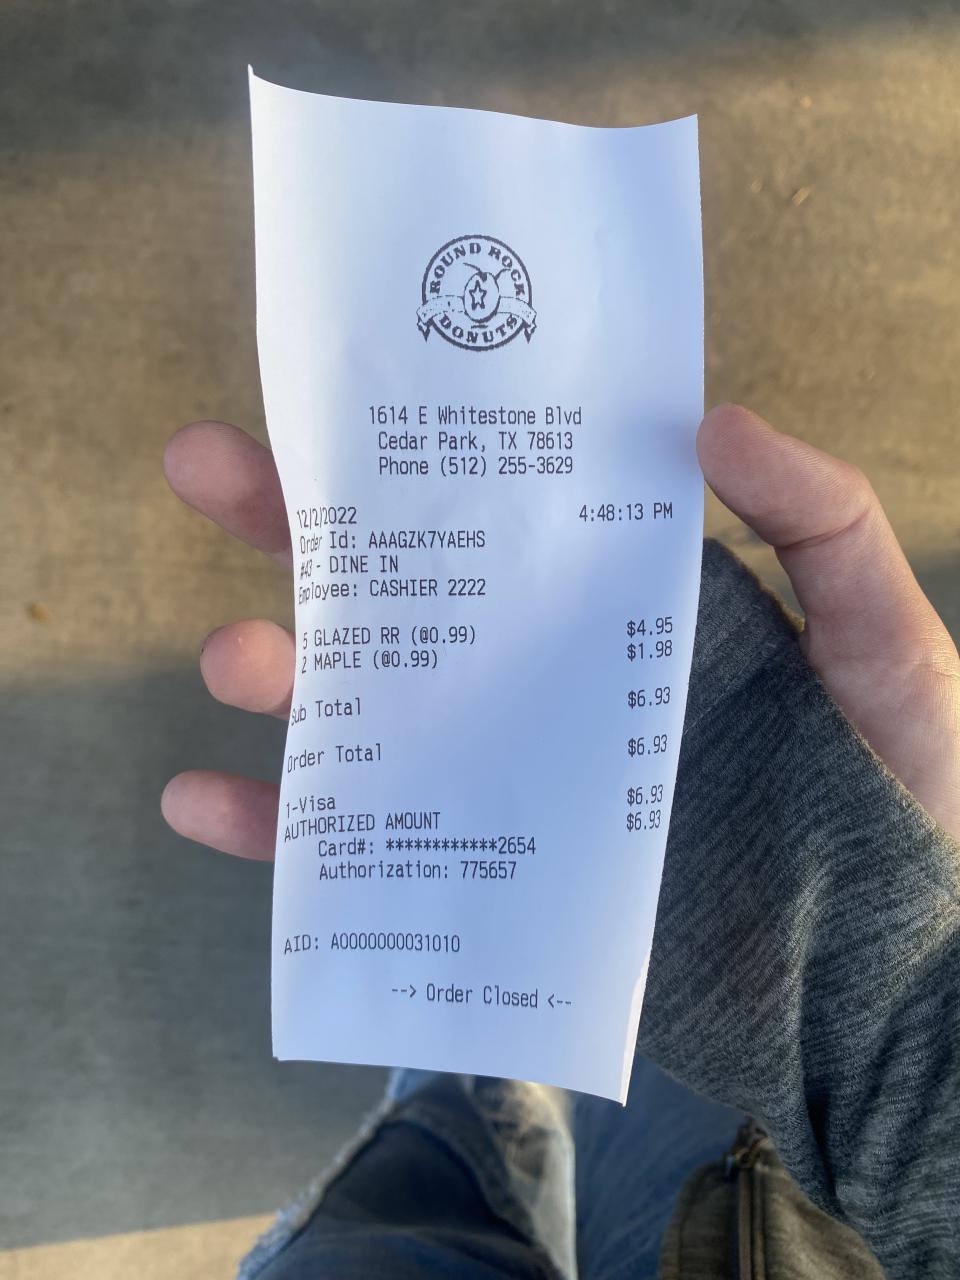 ROUND ROCK
DONUTS
1614 E Whitestone Blvd
Cedar Park, TX 78613
Phone (512) 255-3629
12/2/2022 4:48:13 PM
Order Id: AAAGZK7YAEHS
#43 - DINE IN
Employee: CASHIER 2222
5 GLAZED RR (@0.99) $4.95
2 MAPLE (@0.99) $1.98
Sub Total $6.93
Order Total $6.93
1-Visa $6.93
AUTHORIZED AMOUNT $6.93
Card#: ************2654
Authorization: 775657
AID: A0000000031010
--> Order Closed <--